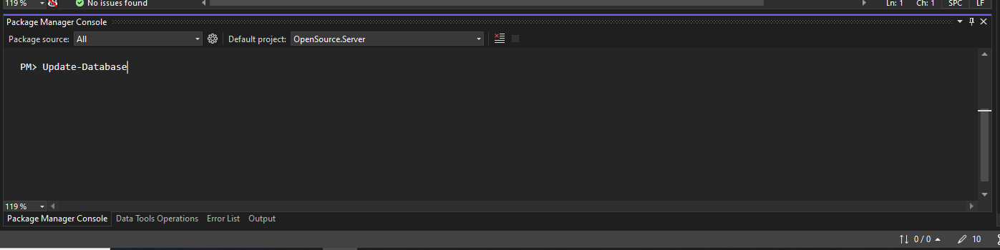 119 % No issues found Ln: 1 Ch: 1 SPC LF
Package Manager Console
Package source: All Default project: OpenSource.Server
PM> Update-Database
119 %
Package Manager Console Data Tools Operations Error List Output
0 / 0 10